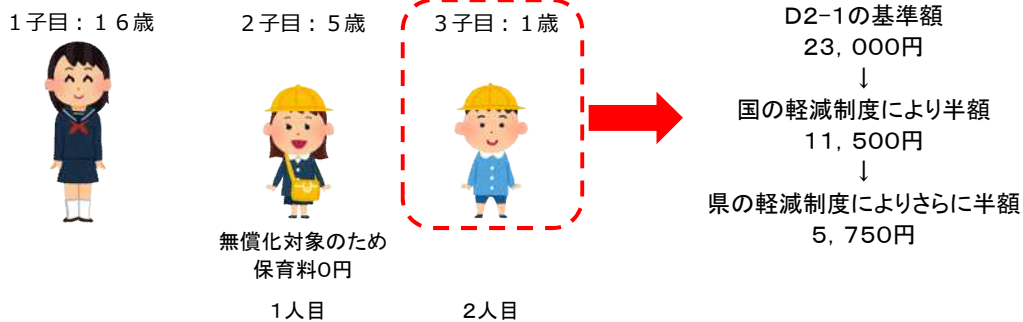 1子目：16歳
2子目：5歳
3子目：1歳
無償化対象のため
保育料0円
1人目
2人目
D2-1の基準額
23,000円
↓
国の軽減制度により半額
11,500円
↓
県の軽減制度によりさらに半額
5,750円